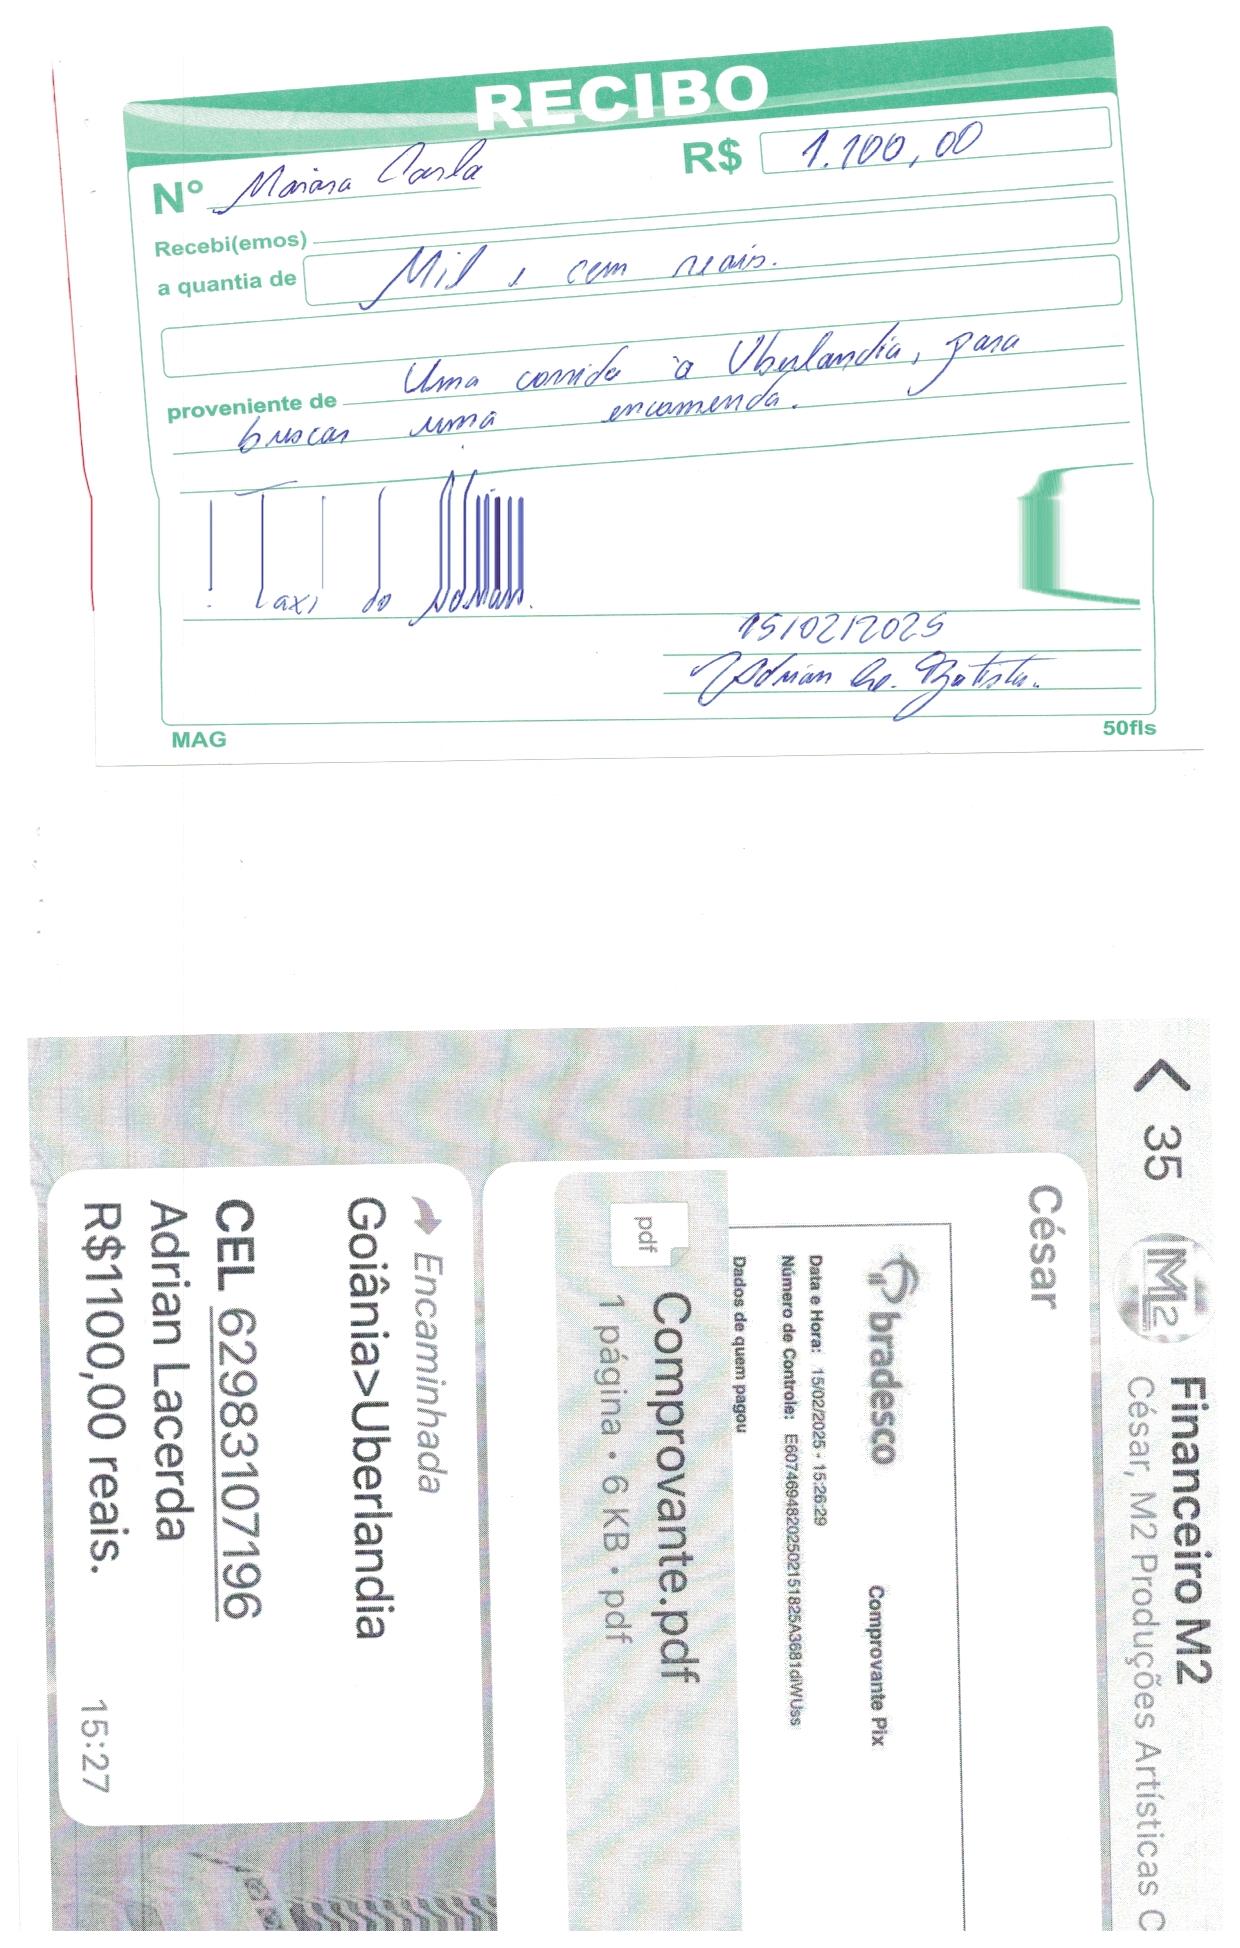 RECIBO
Nº Maiara Carla R$ 1.100,00
Recebi(emos)
a quantia de Mil e cem reais.
proveniente de Uma corrida à Uberlandia, para
buscar uma encomenda.
Taxi do
15/02/2025
Adrian Batista.
MAG 50fls
< 35 M2 Financeiro M2
César, M2 Produções Artísticas C
César
bradesco Comprovante Pix
Data e Hora: 15/02/2025 - 15:26:29
Número de Controle: E60746948202502151825A3681diWUss
Dados de quem pagou
pdf Comprovante.pdf
1 página • 6 KB • pdf
Encaminhada
Goiânia>Uberlandia
CEL 62983107196
Adrian Lacerda
R$1100,00 reais.
15:27